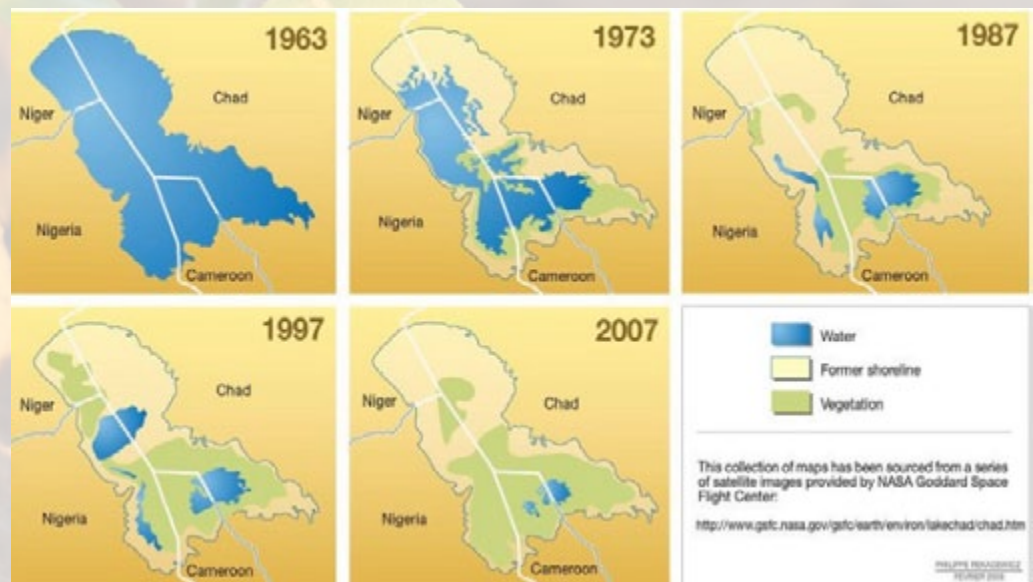 1963
Niger
Chad
Nigeria
Cameroon
1973
Niger
Chad
Nigeria
Cameroon
1987
Niger
Chad
Nigeria
Cameroon
1997
Niger
Chad
Nigeria
Cameroon
2007
Niger
Chad
Nigeria
Cameroon
Water
Former shoreline
Vegetation
This collection of maps has been sourced from a series
of satellite images provided by NASA Goddard Space
Flight Center:
http://www.gsfc.nasa.gov/gsfc/earth/environ/lakechad/chad.htm
PHILIPPE REKACEWICZ